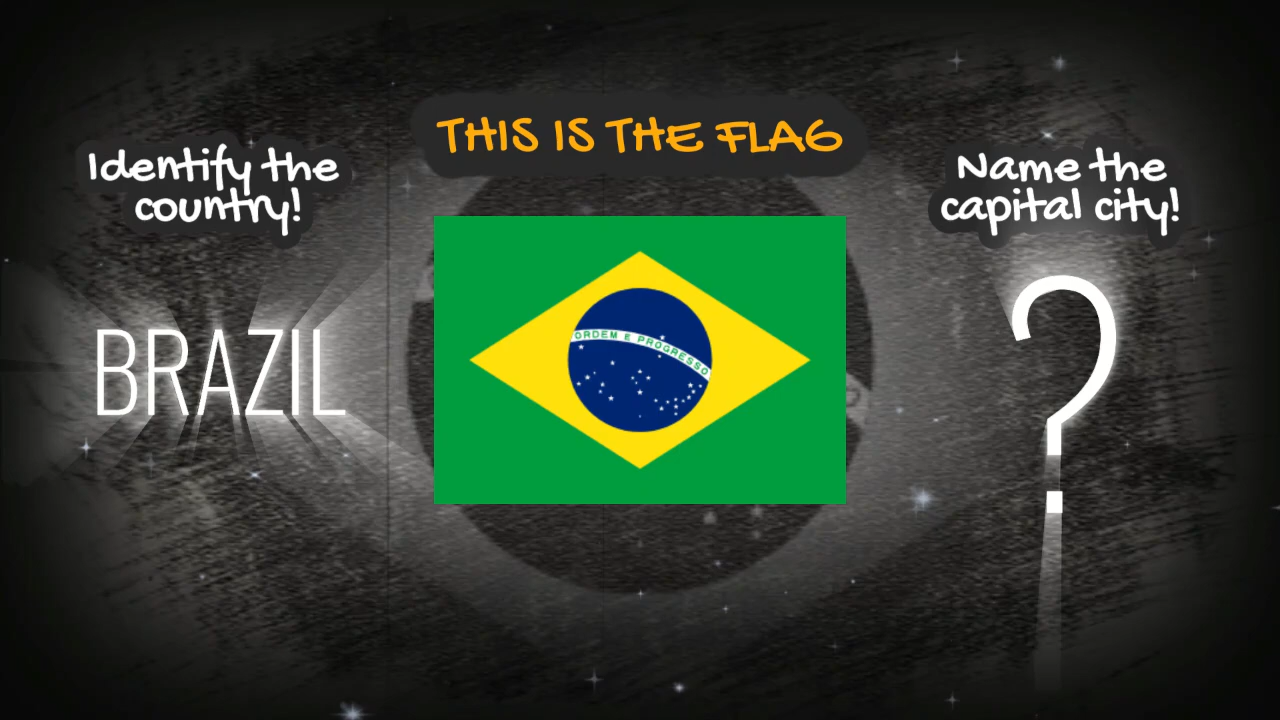 THIS IS THE FLAG
Identify the
country!
BRAZIL
ORDEM E PROGRESSO
Name the
capital city!
?